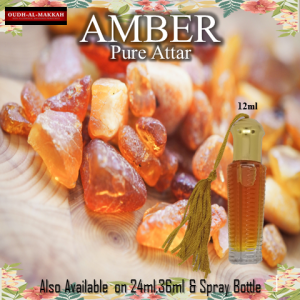 OUDH-AL-MAKKAH
AMBER
Pure Attar
12ml
Also Available on 24ml,36ml & Spray Bottle